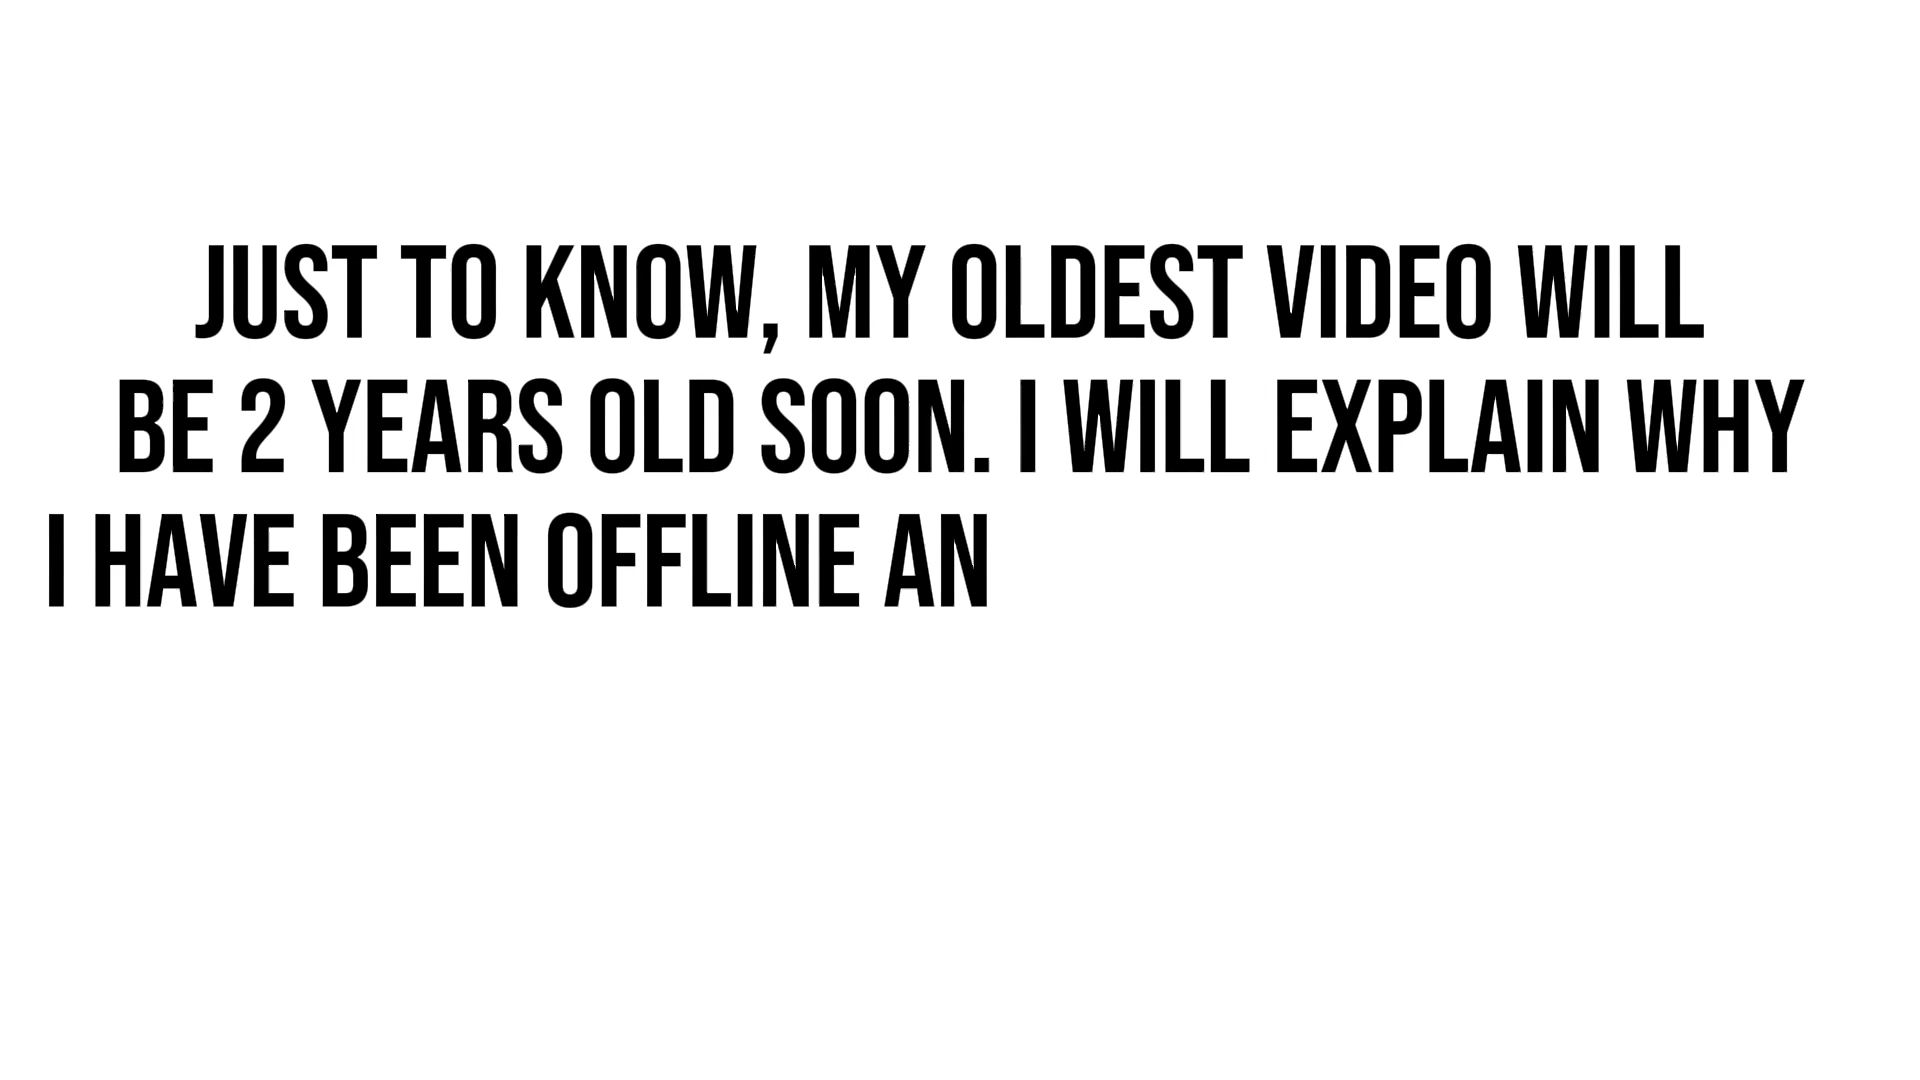 JUST TO KNOW, MY OLDEST VIDEO WILL
BE 2 YEARS OLD SOON. I WILL EXPLAIN WHY
I HAVE BEEN OFFLINE AN